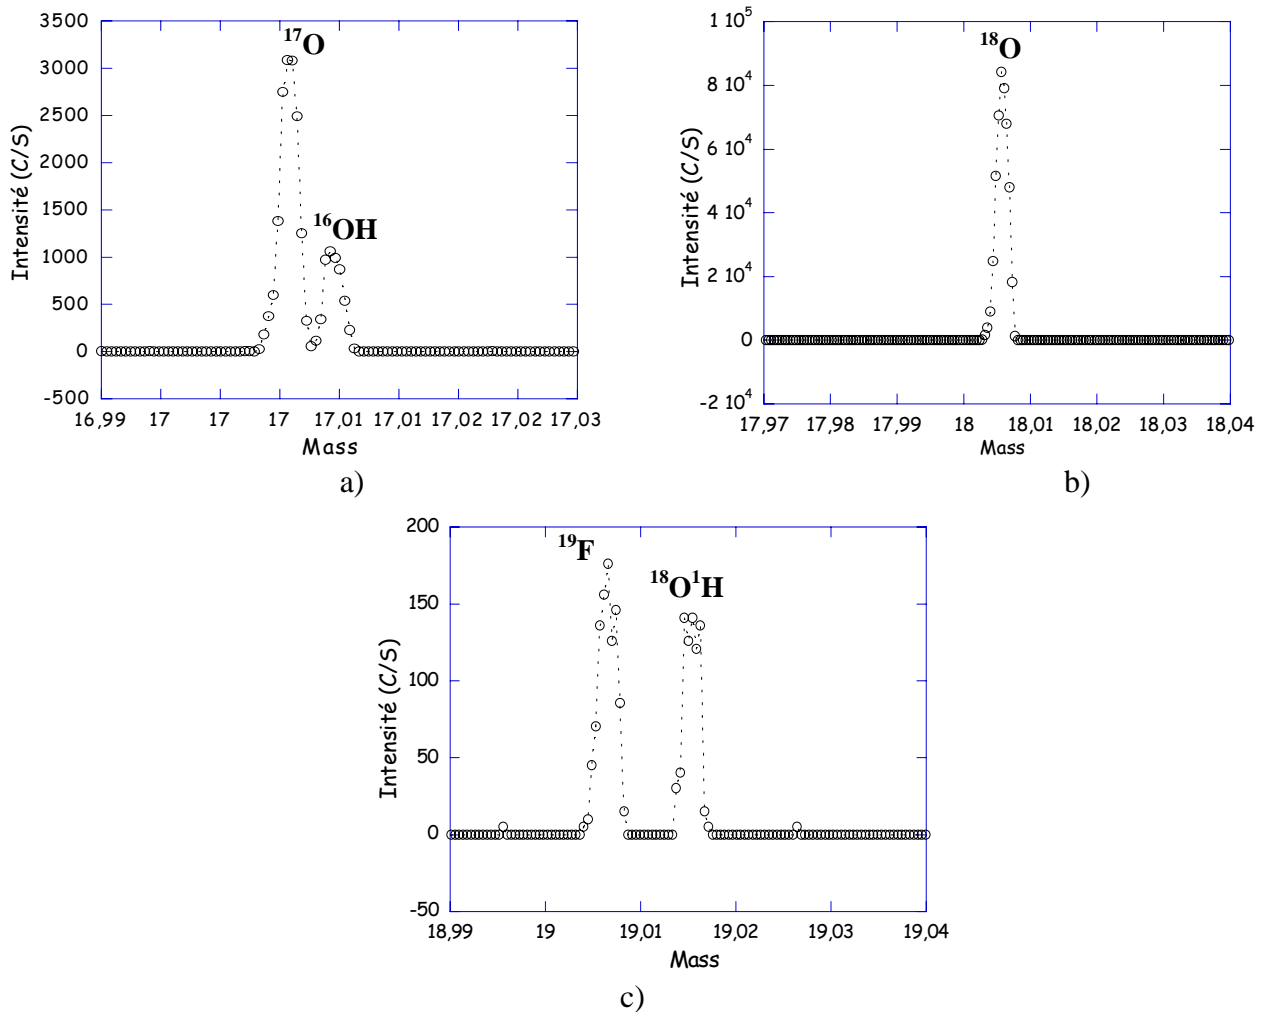 3500
3000
2500
2000
1500
1000
500
0
-500
Intensité (C/S)
¹⁷O
¹⁶OH
16,99 17 17 17 17,01 17,01 17,02 17,02 17,03
Mass
a)
1 10⁵
8 10⁴
6 10⁴
4 10⁴
2 10⁴
0
-2 10⁴
Intensité (C/S)
¹⁸O
17,97 17,98 17,99 18 18,01 18,02 18,03 18,04
Mass
b)
200
150
100
50
0
-50
Intensité (C/S)
¹⁹F
¹⁸O¹H
18,99 19 19,01 19,02 19,03 19,04
Mass
c)